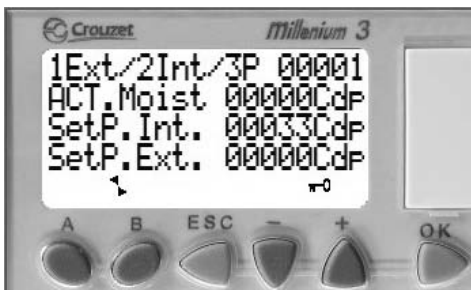 Crouzet Millenium 3
1Ext/2Int/3P 00001
ACT.Moist 00000Cdp
SetP.Int. 00033Cdp
SetP.Ext. 00000Cdp
A B ESC - + OK